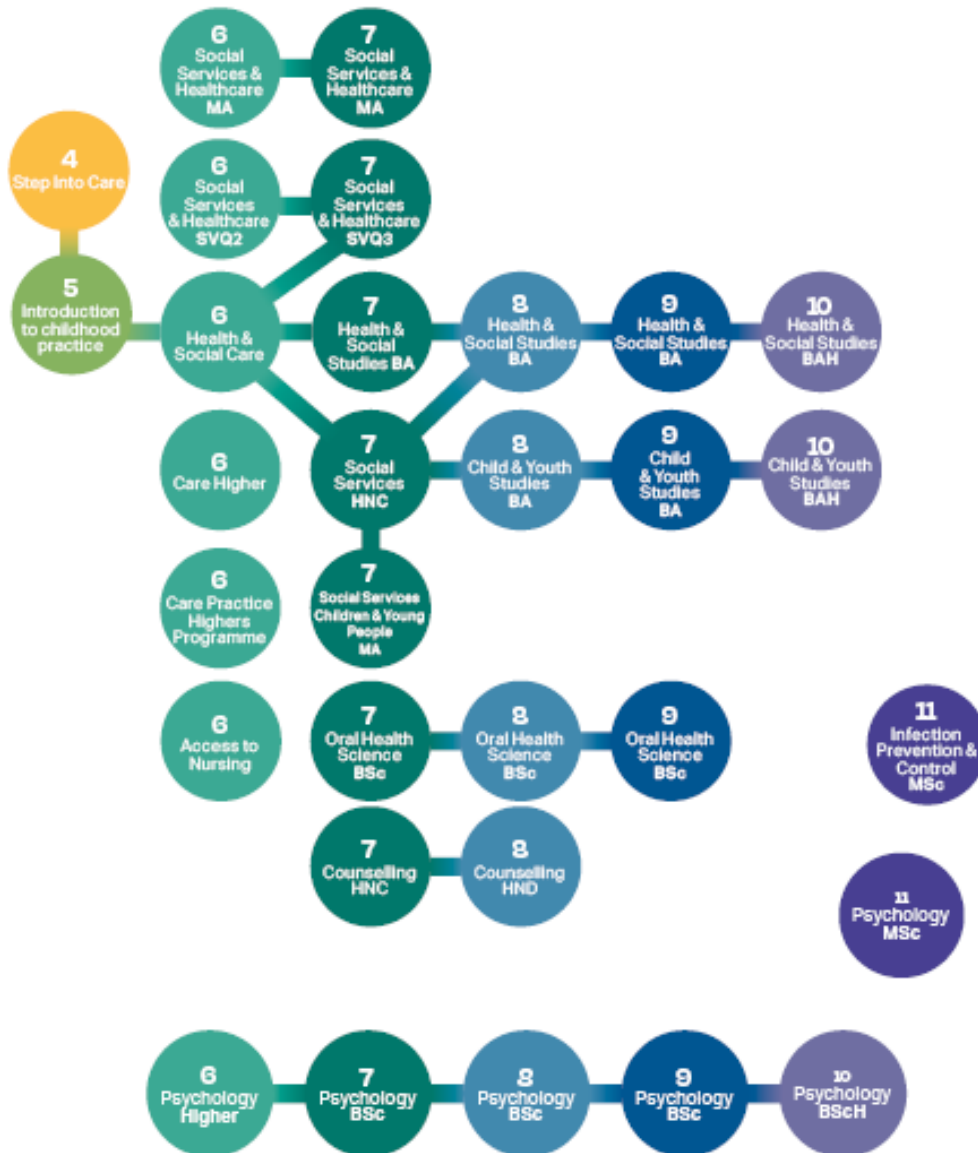 6
Social
Services &
Healthcare
MA
7
Social
Services &
Healthcare
MA
4
Step Into Care
6
Social
Services
& Healthcare
SVQ2
7
Social
Services
& Healthcare
SVQ3
5
Introduction
to childhood
practice
6
Health &
Social Care
7
Health &
Social
Studies BA
8
Health &
Social Studies
BA
9
Health &
Social Studies
BA
10
Health &
Social Studies
BAH
6
Care Higher
7
Social
Services
HNC
8
Child & Youth
Studies
BA
9
Child
& Youth
Studies
BA
10
Child & Youth
Studies
BAH
6
Care Practice
Highers
Programme
7
Social Services
Children & Young
People
MA
6
Access to
Nursing
7
Oral Health
Science
BSc
8
Oral Health
Science
BSc
9
Oral Health
Science
BSc
11
Infection
Prevention &
Control
MSc
7
Counselling
HNC
8
Counselling
HND
11
Psychology
MSc
6
Psychology
Higher
7
Psychology
BSc
8
Psychology
BSc
9
Psychology
BSc
10
Psychology
BScH